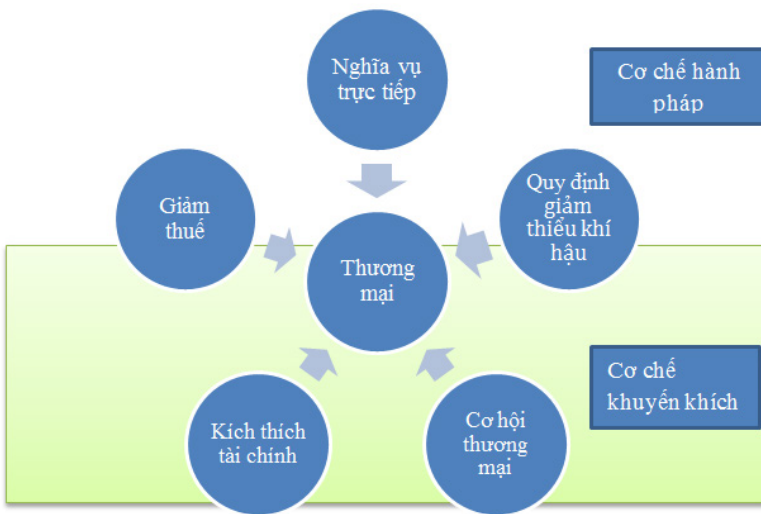 Nghĩa vụ
trực tiếp
Cơ chế hành
pháp
Giảm
thuế
Quy định
giảm
thiểu khí
hậu
Thương
mại
Cơ chế
khuyến khích
Kích thích
tài chính
Cơ hội
thương
mại